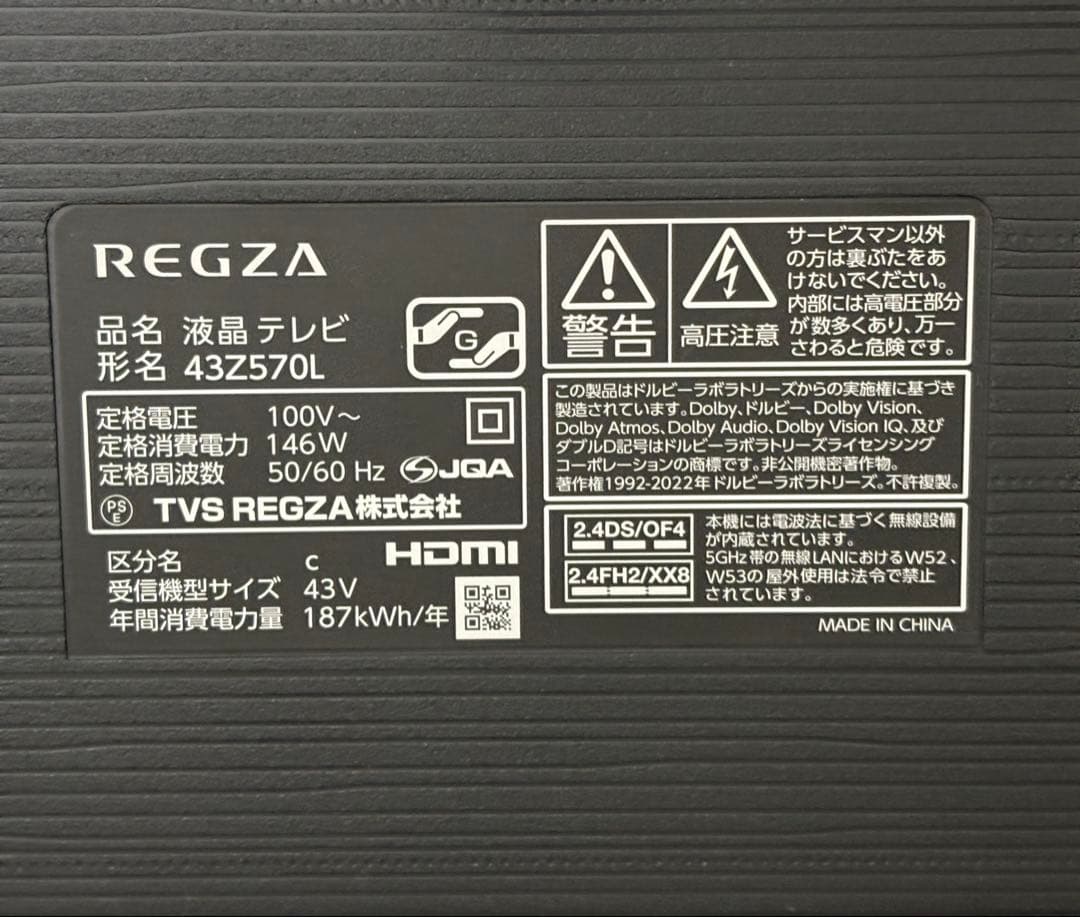 REGZA
品名 液晶テレビ
形名 43Z570L
G
定格電圧 100V～
定格消費電力 146W
定格周波数 50/60 Hz JQA
PS
E
TVS REGZA株式会社
区分名 c
HDMI
受信機型サイズ 43V
年間消費電力量 187kWh/年
警告
高圧注意
サービスマン以外
の方は裏ぶたをあ
けないでください。
内部には高電圧部分
が数多くあり、万一
さわると危険です。
この製品はドルビーラボラトリーズからの実施権に基づき
製造されています。Dolby、ドルビー、Dolby Vision、
Dolby Atmos、Dolby Audio、Dolby Vision IQ、及び
ダブルD記号はドルビーラボラトリーズライセンシング
コーポレーションの商標です。非公開機密著作物。
著作権1992-2022年ドルビーラボラトリーズ。不許複製。
2.4DS/OF4
2.4FH2/XX8
本機には電波法に基づく無線設備
が内蔵されています。
5GHz帯の無線LANにおけるW52、
W53の屋外使用は法令で禁止
されています。
MADE IN CHINA